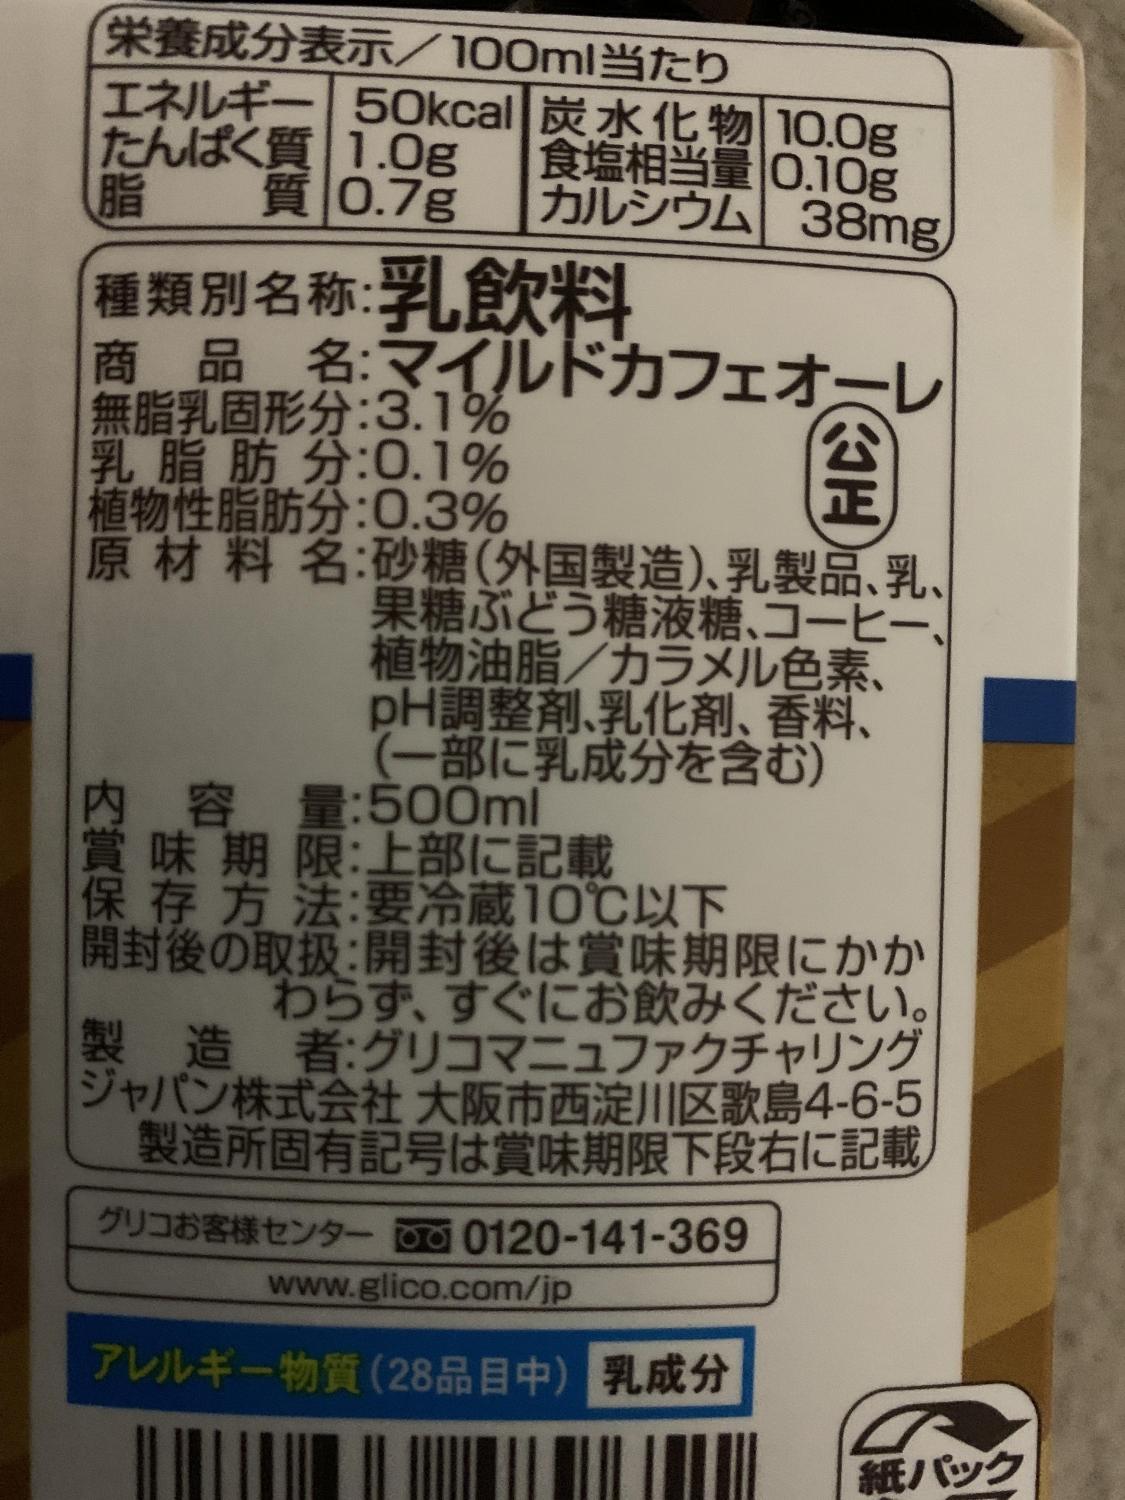 栄養成分表示／100ml当たり
エネルギー 50kcal 炭水化物 10.0g
たんぱく質 1.0g 食塩相当量 0.10g
脂質 0.7g カルシウム 38mg
種類別名称:乳飲料
商品名:マイルドカフェオーレ
無脂乳固形分:3.1%
公正
乳脂肪分:0.1%
植物性脂肪分:0.3%
原材料名:砂糖(外国製造)、乳製品、乳、
果糖ぶどう糖液糖、コーヒー、
植物油脂／カラメル色素、
pH調整剤、乳化剤、香料、
(一部に乳成分を含む)
内容量:500ml
賞味期限:上部に記載
保存方法:要冷蔵10℃以下
開封後の取扱:開封後は賞味期限にかか
わらず、すぐにお飲みください。
製造者:グリコマニュファクチャリング
ジャパン株式会社 大阪市西淀川区歌島4-6-5
製造所固有記号は賞味期限下段右に記載
グリコお客様センター 0120-141-369
www.glico.com/jp
アレルギー物質(28品目中) 乳成分
紙パック